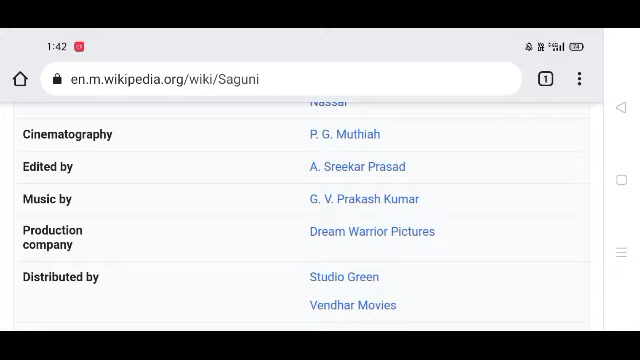 1:42
en.m.wikipedia.org/wiki/Saguni
1
Nassar
Cinematography P. G. Muthiah
Edited by A. Sreekar Prasad
Music by G. V. Prakash Kumar
Production company Dream Warrior Pictures
Distributed by Studio Green
Vendhar Movies